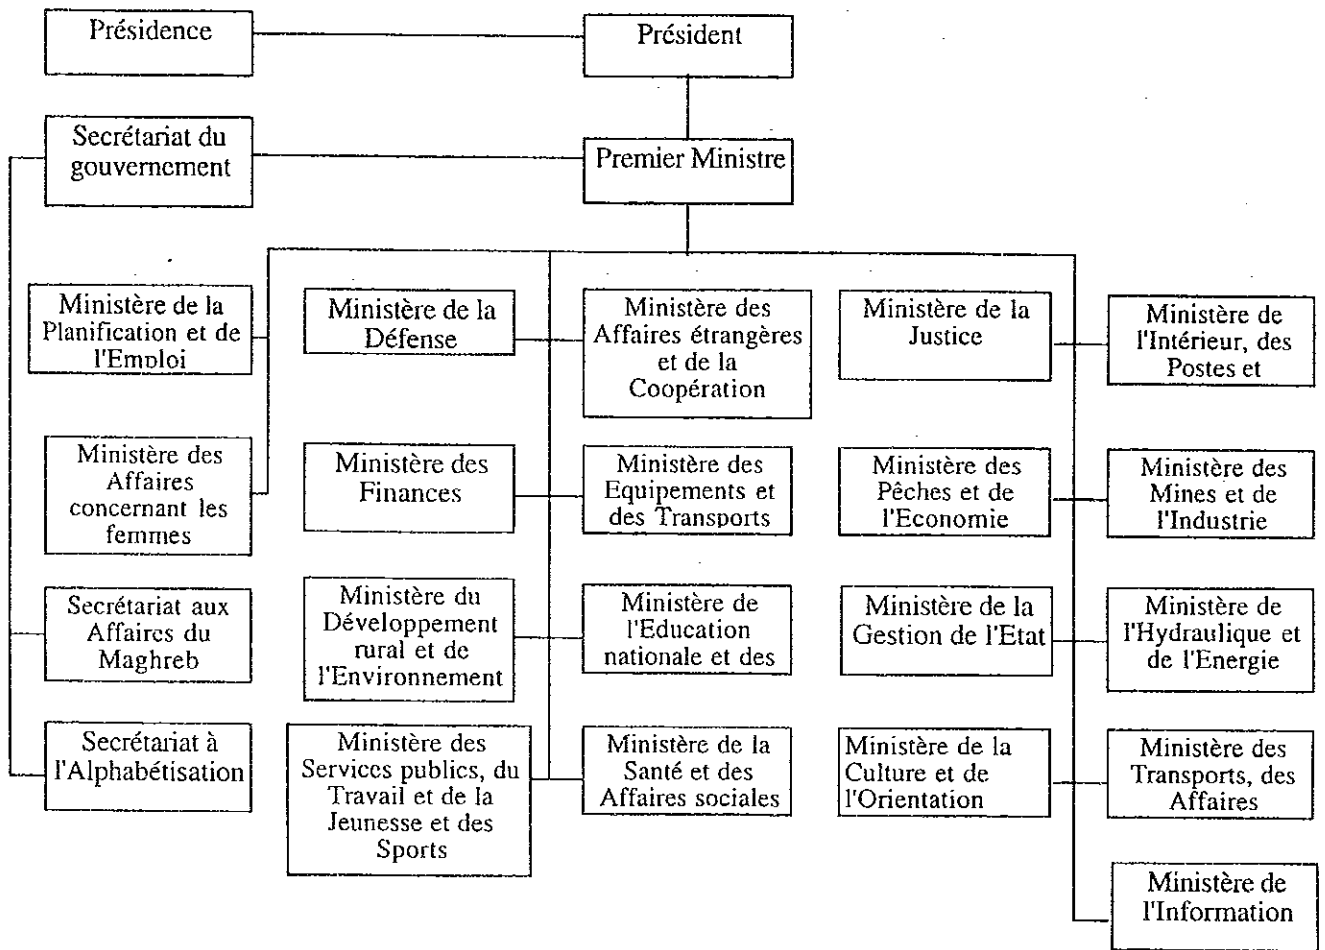 Présidence
Président
Secrétariat du
gouvernement
Premier Ministre
Ministère de la
Planification et de
l'Emploi
Ministère de la
Défense
Ministère des
Affaires étrangères
et de la
Coopération
Ministère de la
Justice
Ministère de
l'Intérieur, des
Postes et
Ministère des
Affaires
concernant les
femmes
Ministère des
Finances
Ministère des
Equipements et
des Transports
Ministère des
Pêches et de
l'Economie
Ministère des
Mines et de
l'Industrie
Secrétariat aux
Affaires du
Maghreb
Ministère du
Développement
rural et de
l'Environnement
Ministère de
l'Education
nationale et des
Ministère de la
Gestion de l'Etat
Ministère de
l'Hydraulique et
de l'Energie
Secrétariat à
l'Alphabétisation
Ministère des
Services publics, du
Travail et de la
Jeunesse et des
Sports
Ministère de la
Santé et des
Affaires sociales
Ministère de la
Culture et de
l'Orientation
Ministère des
Transports, des
Affaires
Ministère de
l'Information